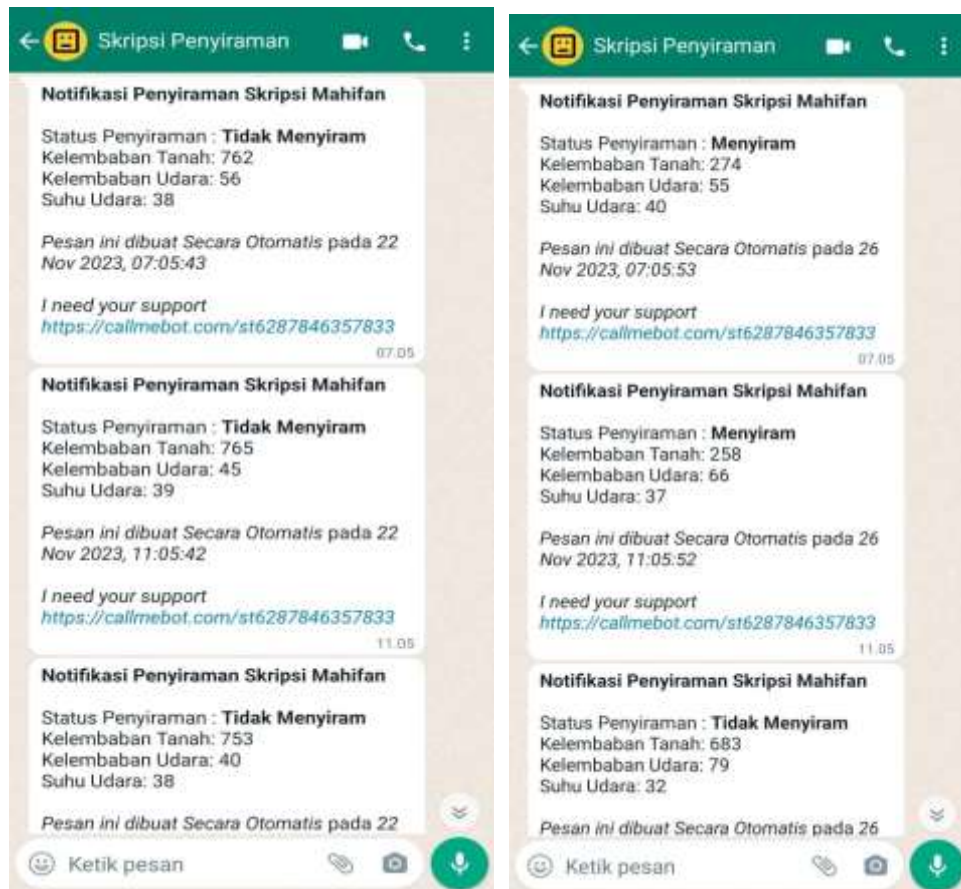 Skripsi Penyiraman
Notifikasi Penyiraman Skripsi Mahifan
Status Penyiraman : Tidak Menyiram
Kelembaban Tanah: 762
Kelembaban Udara: 56
Suhu Udara: 38
Pesan ini dibuat Secara Otomatis pada 22
Nov 2023, 07:05:43
I need your support
https://callmebot.com/st6287846357833
07.05
Notifikasi Penyiraman Skripsi Mahifan
Status Penyiraman : Tidak Menyiram
Kelembaban Tanah: 765
Kelembaban Udara: 45
Suhu Udara: 39
Pesan ini dibuat Secara Otomatis pada 22
Nov 2023, 11:05:42
I need your support
https://callmebot.com/st6287846357833
11.05
Notifikasi Penyiraman Skripsi Mahifan
Status Penyiraman : Tidak Menyiram
Kelembaban Tanah: 753
Kelembaban Udara: 40
Suhu Udara: 38
Pesan ini dibuat Secara Otomatis pada 22
Ketik pesan
Skripsi Penyiraman
Notifikasi Penyiraman Skripsi Mahifan
Status Penyiraman : Menyiram
Kelembaban Tanah: 274
Kelembaban Udara: 55
Suhu Udara: 40
Pesan ini dibuat Secara Otomatis pada 26
Nov 2023, 07:05:53
I need your support
https://callmebot.com/st6287846357833
07.05
Notifikasi Penyiraman Skripsi Mahifan
Status Penyiraman : Menyiram
Kelembaban Tanah: 258
Kelembaban Udara: 66
Suhu Udara: 37
Pesan ini dibuat Secara Otomatis pada 26
Nov 2023, 11:05:52
I need your support
https://callmebot.com/st6287846357833
11.05
Notifikasi Penyiraman Skripsi Mahifan
Status Penyiraman : Tidak Menyiram
Kelembaban Tanah: 683
Kelembaban Udara: 79
Suhu Udara: 32
Pesan ini dibuat Secara Otomatis pada 26
Ketik pesan